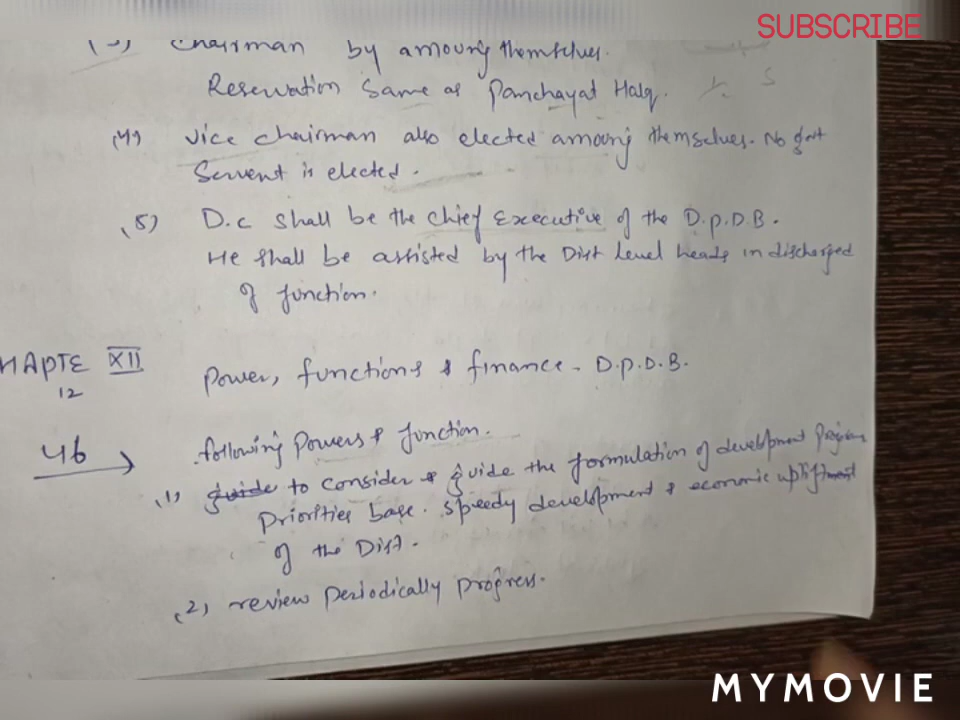 SUBSCRIBE
(3) Chairman by amoung themselves.
Reservation Same as Panchayat Halq.
(4) Vice Chairman also elected amoung themselves. No govt
Servent is elected.
(5) D.C Shall be the Chief Executive of the D.P.D.B.
He shall be assisted by the Dist Level heads in discharged
of function.
HAPTE XII
12
Power, functions & finance - D.P.D.B.
46 →
following Powers & function.
(1) guide to consider & guide the formulation of development Program
Priorities base. Speedy development & economic upliftment
of the Dist.
(2) review Periodically progress.
MYMOVIE